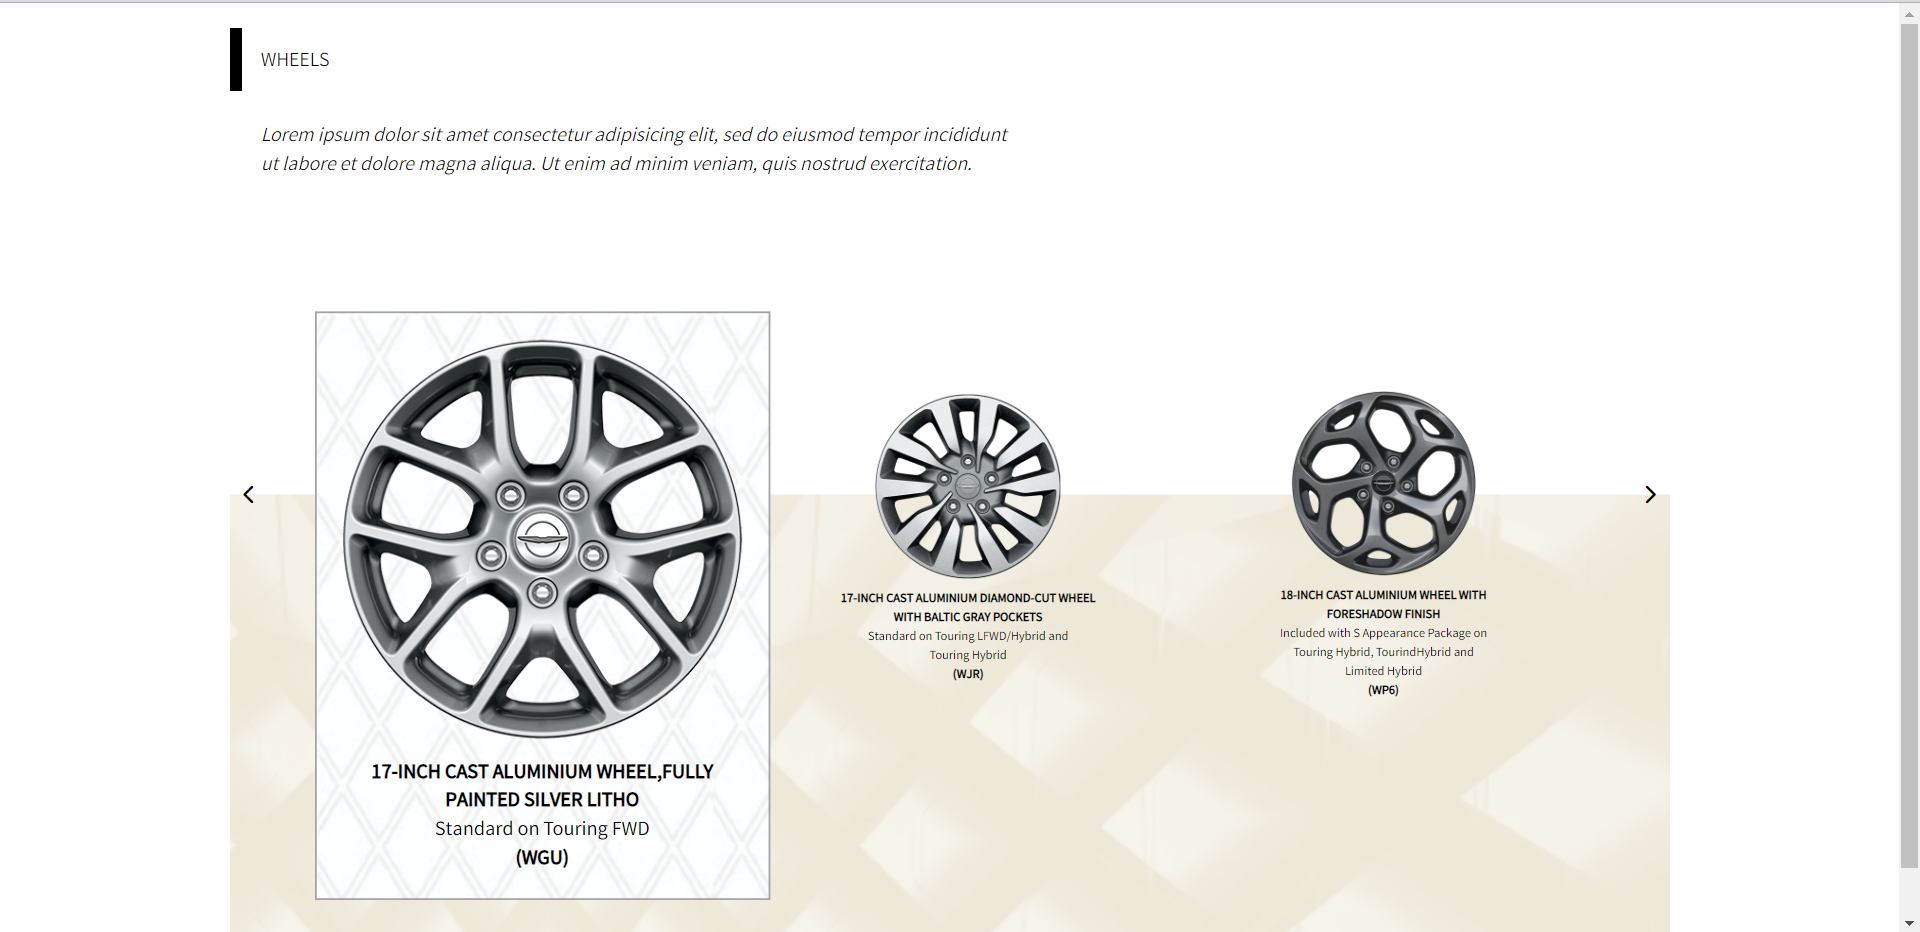 WHEELS
Lorem ipsum dolor sit amet consectetur adipisicing elit, sed do eiusmod tempor incididunt
ut labore et dolore magna aliqua. Ut enim ad minim veniam, quis nostrud exercitation.
17-INCH CAST ALUMINIUM WHEEL,FULLY
PAINTED SILVER LITHO
Standard on Touring FWD
(WGU)
17-INCH CAST ALUMINIUM DIAMOND-CUT WHEEL
WITH BALTIC GRAY POCKETS
Standard on Touring LFWD/Hybrid and
Touring Hybrid
(WJR)
18-INCH CAST ALUMINIUM WHEEL WITH
FORESHADOW FINISH
Included with S Appearance Package on
Touring Hybrid, TourindHybrid and
Limited Hybrid
(WP6)